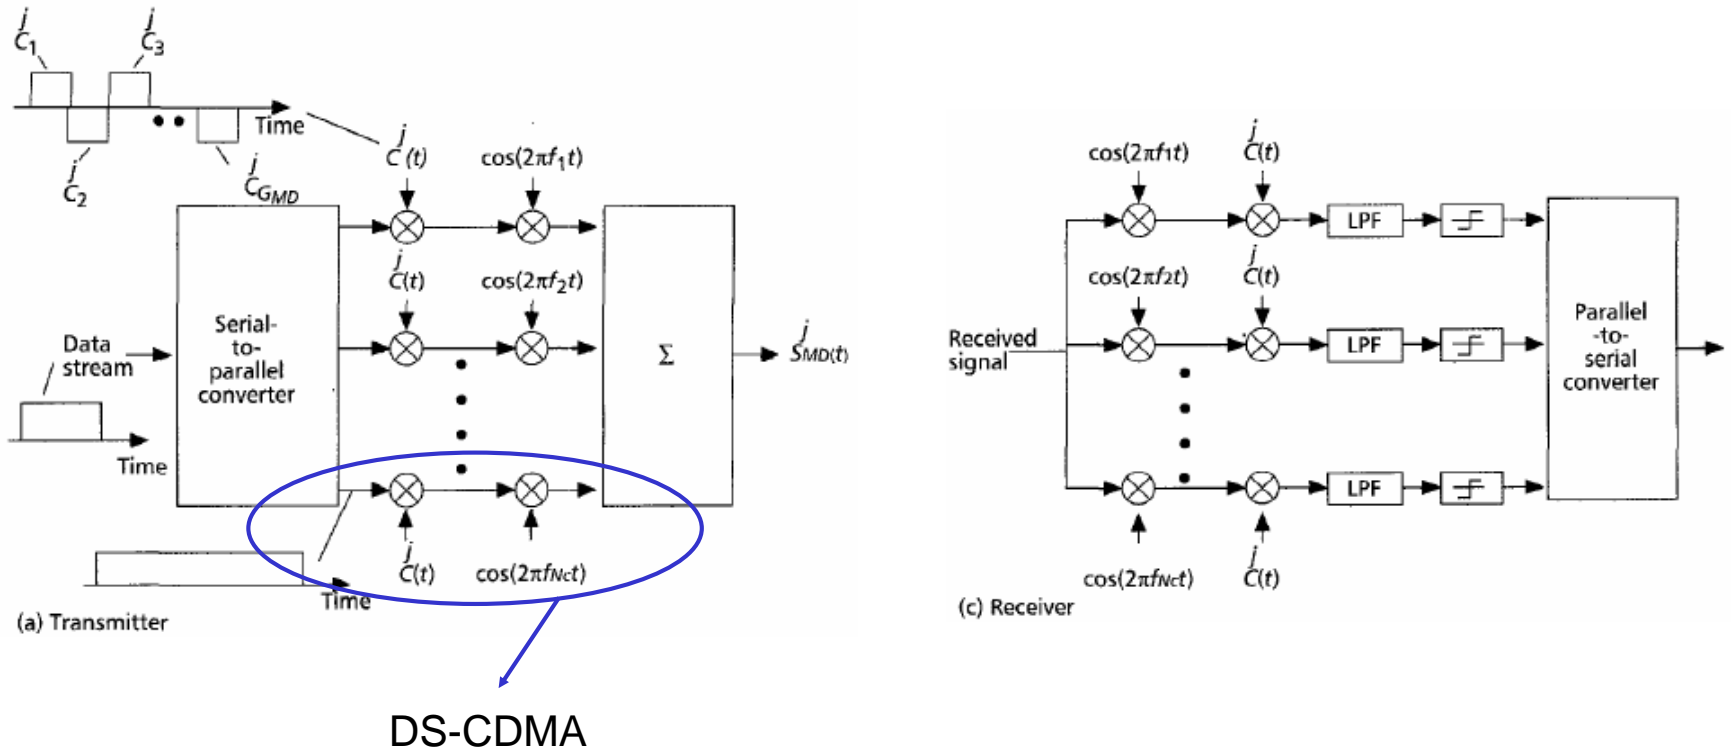 j
C1
j
C3
Time
j
C2
j
CGMD
j
C(t)
cos(2πf1t)
j
C(t)
cos(2πf2t)
Data
stream
Serial-
to-
parallel
converter
Σ
j
SMD(t)
Time
j
C(t)
cos(2πfNct)
Time
(a) Transmitter
DS-CDMA
cos(2πf1t)
j
C(t)
LPF
cos(2πf2t)
j
C(t)
Received
signal
LPF
Parallel
-to-
serial
converter
LPF
cos(2πfNct)
j
C(t)
(c) Receiver